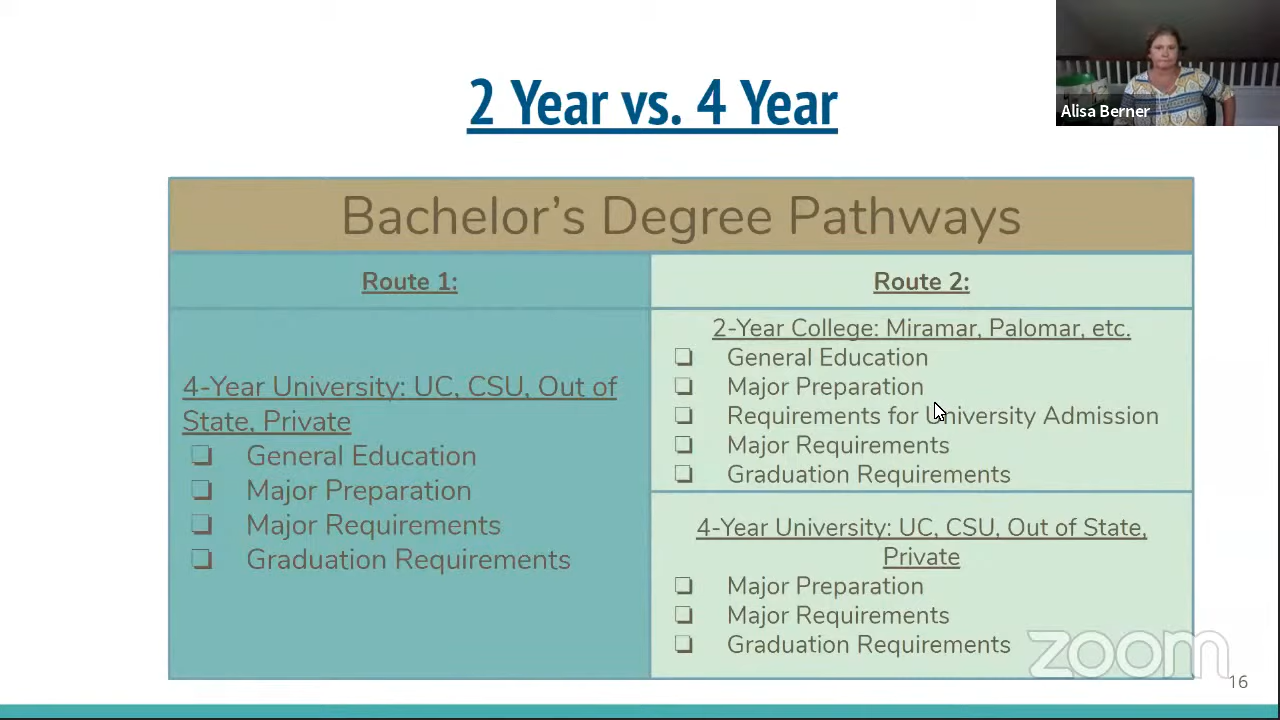 2 Year vs. 4 Year
Alisa Berner
Bachelor's Degree Pathways
Route 1:
4-Year University: UC, CSU, Out of
State, Private
❏ General Education
❏ Major Preparation
❏ Major Requirements
❏ Graduation Requirements
Route 2:
2-Year College: Miramar, Palomar, etc.
❏ General Education
❏ Major Preparation
❏ Requirements for University Admission
❏ Major Requirements
❏ Graduation Requirements
4-Year University: UC, CSU, Out of State,
Private
❏ Major Preparation
❏ Major Requirements
❏ Graduation Requirements
zoom
16